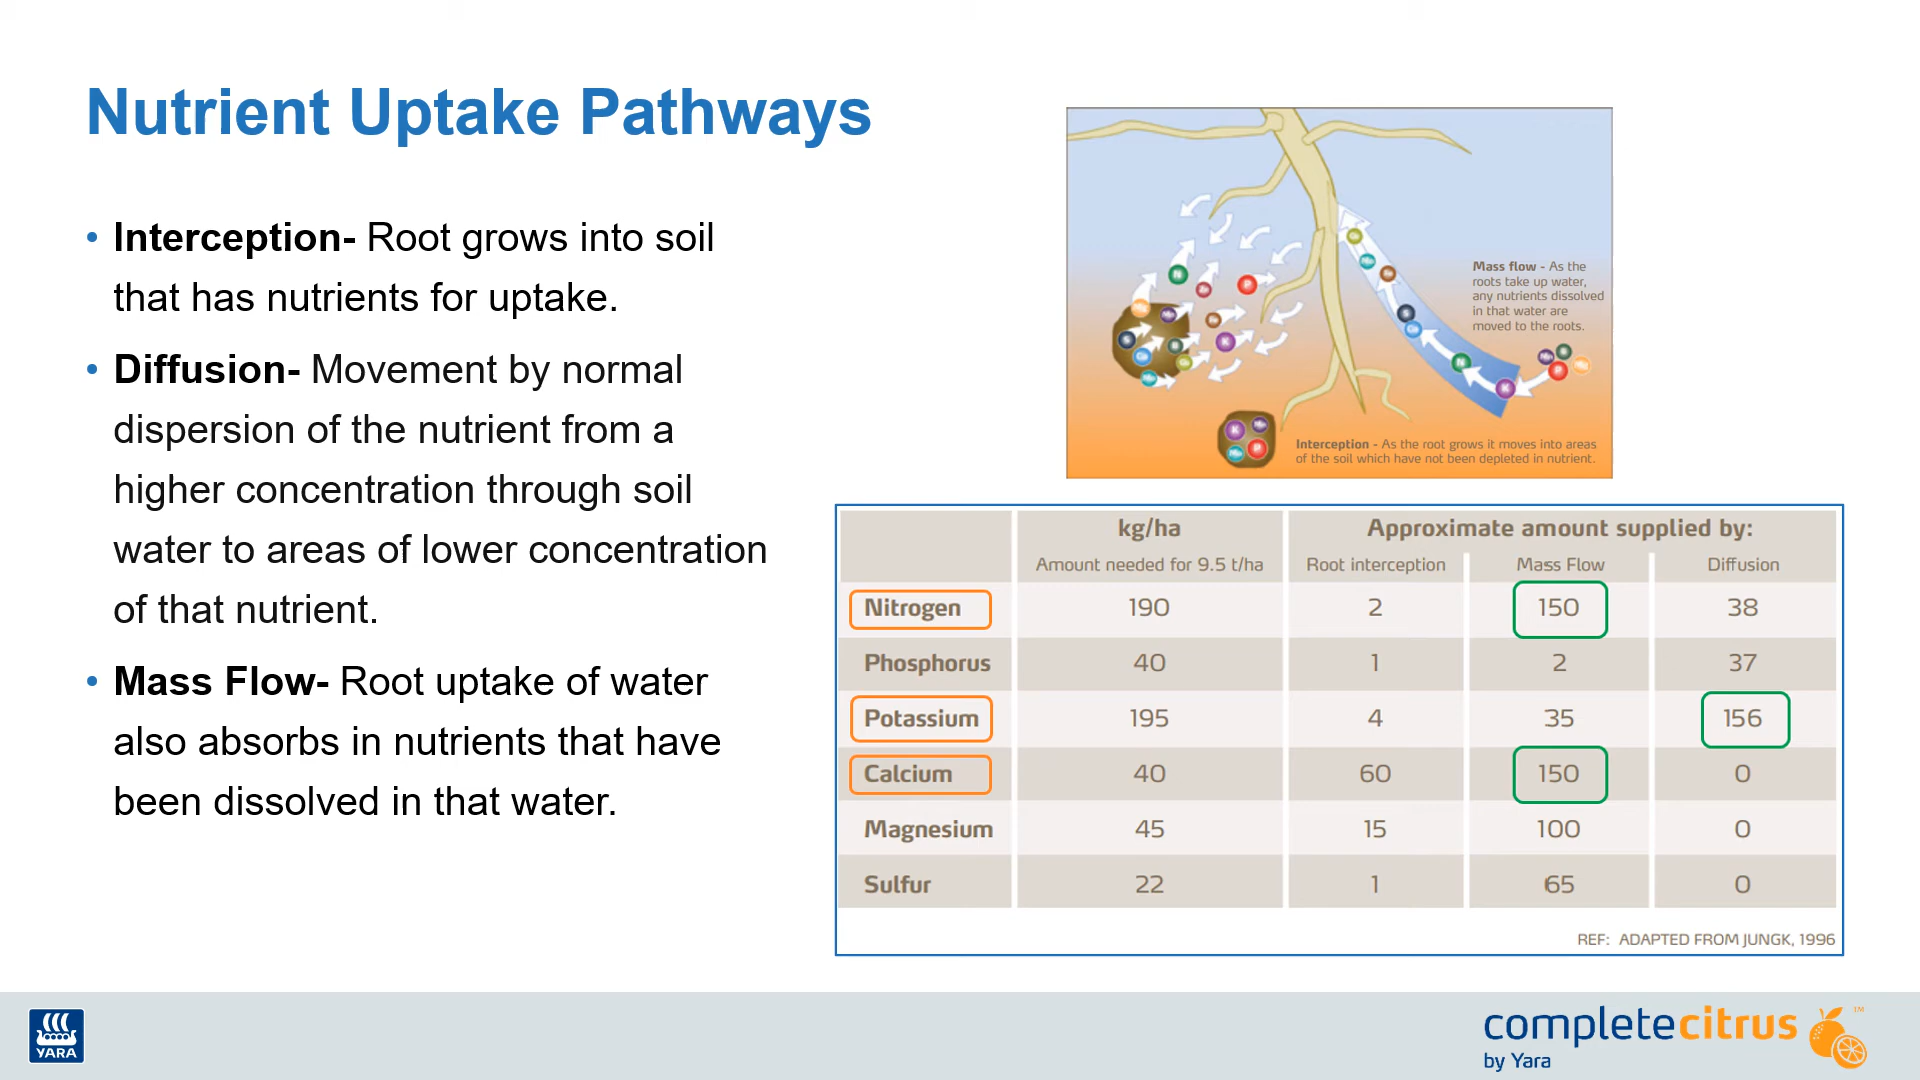 Nutrient Uptake Pathways
• Interception- Root grows into soil
that has nutrients for uptake.
• Diffusion- Movement by normal
dispersion of the nutrient from a
higher concentration through soil
water to areas of lower concentration
of that nutrient.
• Mass Flow- Root uptake of water
also absorbs in nutrients that have
been dissolved in that water.
N
P
K
Mass flow - As the
roots take up water,
any nutrients dissolved
in that water are
moved to the roots.
N
K
P
K
P
Interception - As the root grows it moves into areas
of the soil which have not been depleted in nutrient.
kg/ha Approximate amount supplied by:
Amount needed for 9.5 t/ha Root interception Mass Flow Diffusion
Nitrogen 190 2 150 38
Phosphorus 40 1 2 37
Potassium 195 4 35 156
Calcium 40 60 150 0
Magnesium 45 15 100 0
Sulfur 22 1 65 0
REF: ADAPTED FROM JUNGK, 1996
YARA
completecitrus™
by Yara